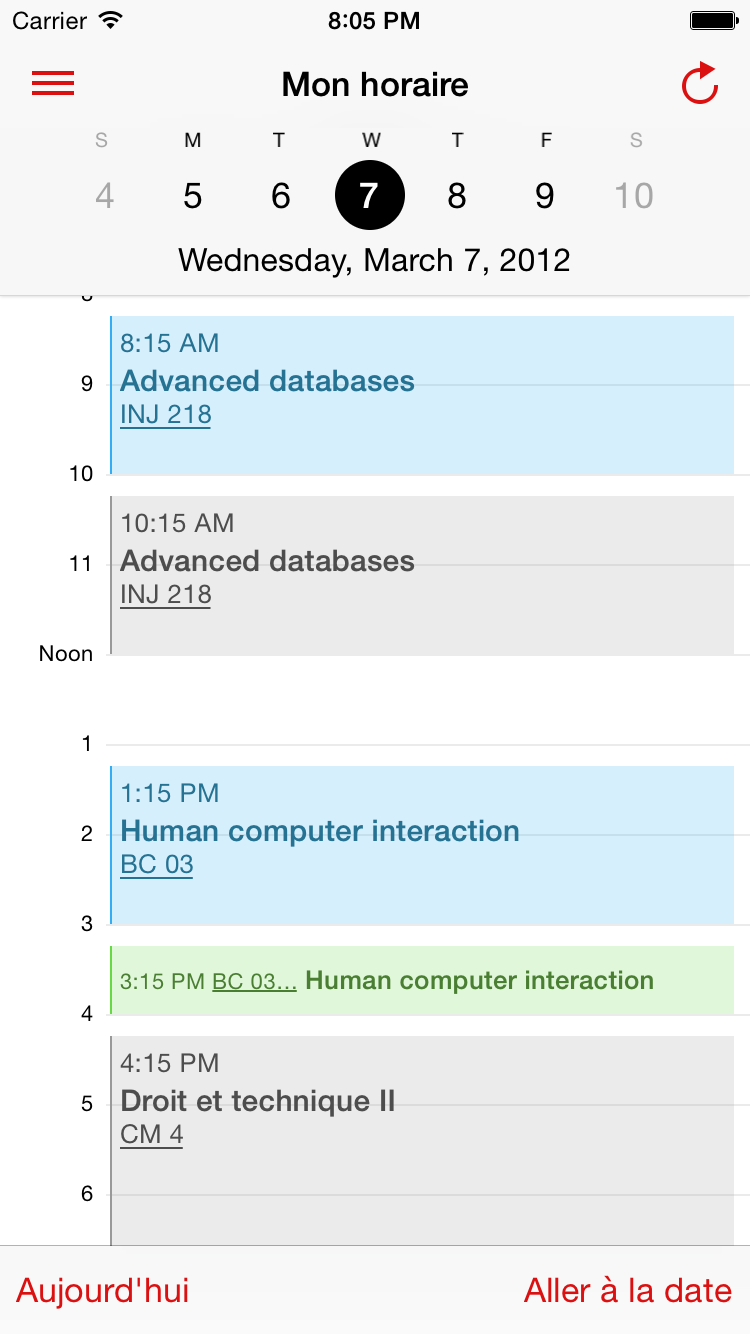 Carrier 8:05 PM
Mon horaire
S M T W T F S
4 5 6 7 8 9 10
Wednesday, March 7, 2012
8:15 AM
9 Advanced databases
INJ 218
10
10:15 AM
11 Advanced databases
INJ 218
Noon
1
1:15 PM
2 Human computer interaction
BC 03
3
3:15 PM BC 03... Human computer interaction
4
4:15 PM
5 Droit et technique II
CM 4
6
Aujourd'hui Aller à la date